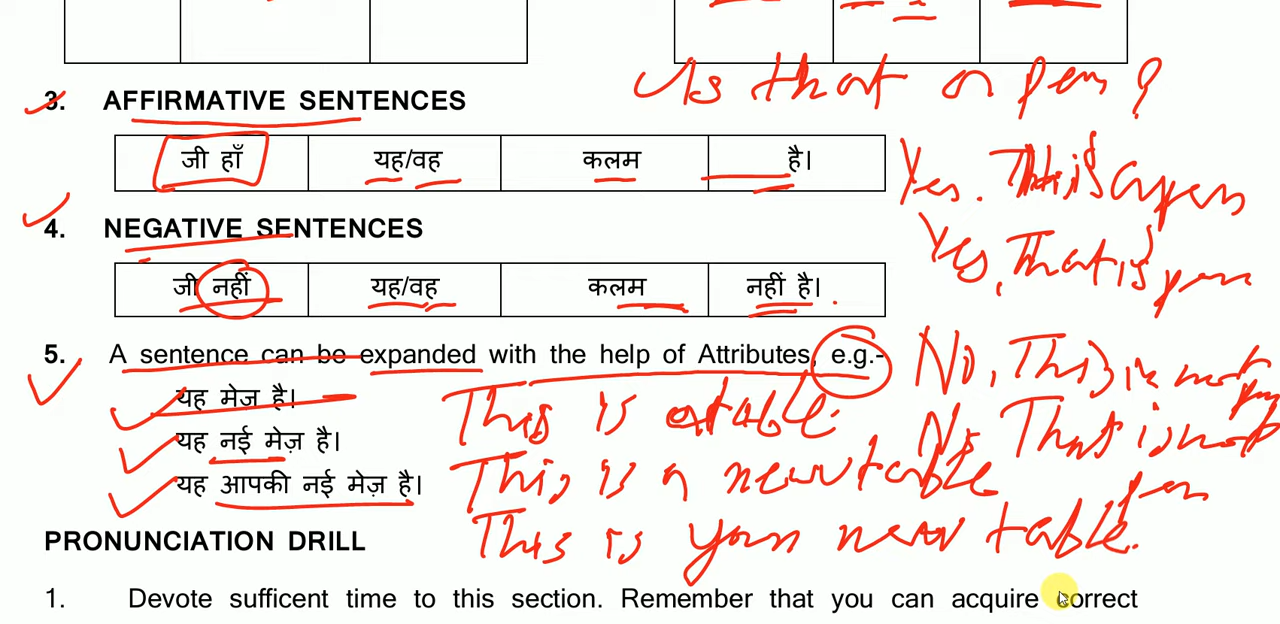 Is that a pen?
3. AFFIRMATIVE SENTENCES
जी हाँ यह/वह कलम है।
Yes. This is a pen
4. NEGATIVE SENTENCES
Yes, That is pen
जी नहीं यह/वह कलम नहीं है।
5. A sentence can be expanded with the help of Attributes, e.g.-
No, This is not pen
यह मेज़ है।
This is a table.
No That is not pen
यह नई मेज़ है।
This is a new table
यह आपकी नई मेज़ है।
This is your new table.
PRONUNCIATION DRILL
1. Devote sufficent time to this section. Remember that you can acquire correct